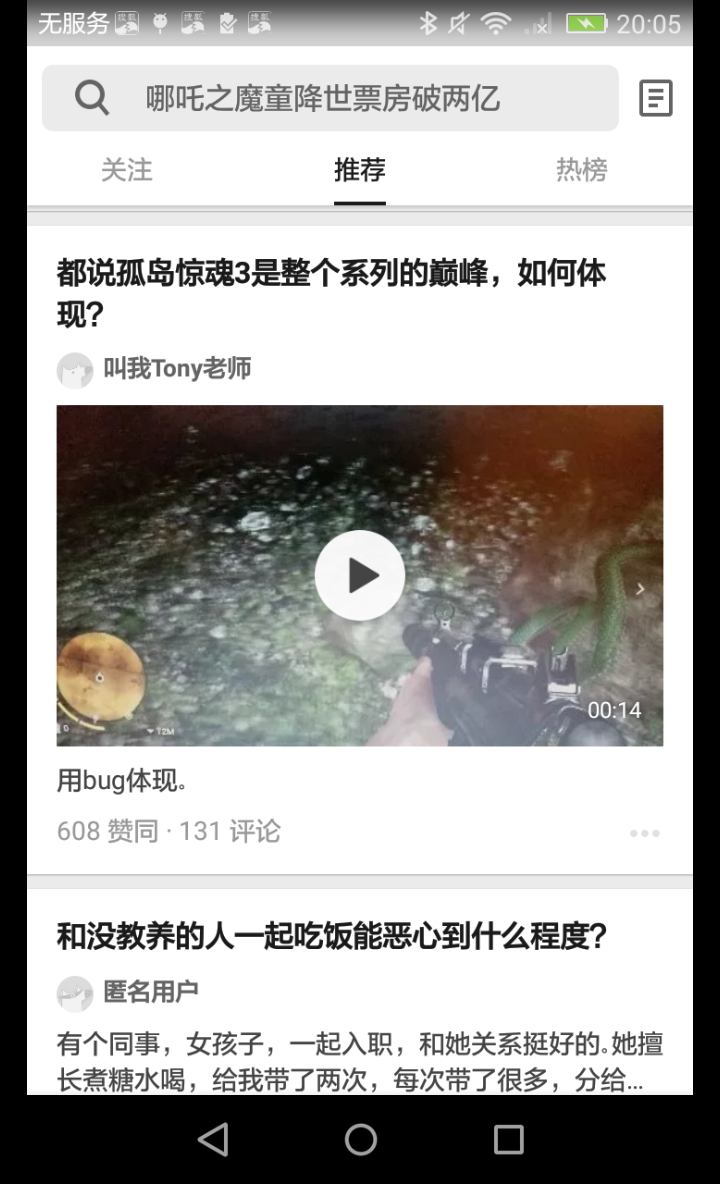 无服务 20:05
哪吒之魔童降世票房破两亿
关注 推荐 热榜
都说孤岛惊魂3是整个系列的巅峰，如何体
现？
叫我Tony老师
00:14
T2M
用bug体现。
608 赞同 · 131 评论
和没教养的人一起吃饭能恶心到什么程度？
匿名用户
有个同事，女孩子，一起入职，和她关系挺好的。她擅
长煮糖水喝，给我带了两次，每次带了很多，分给...